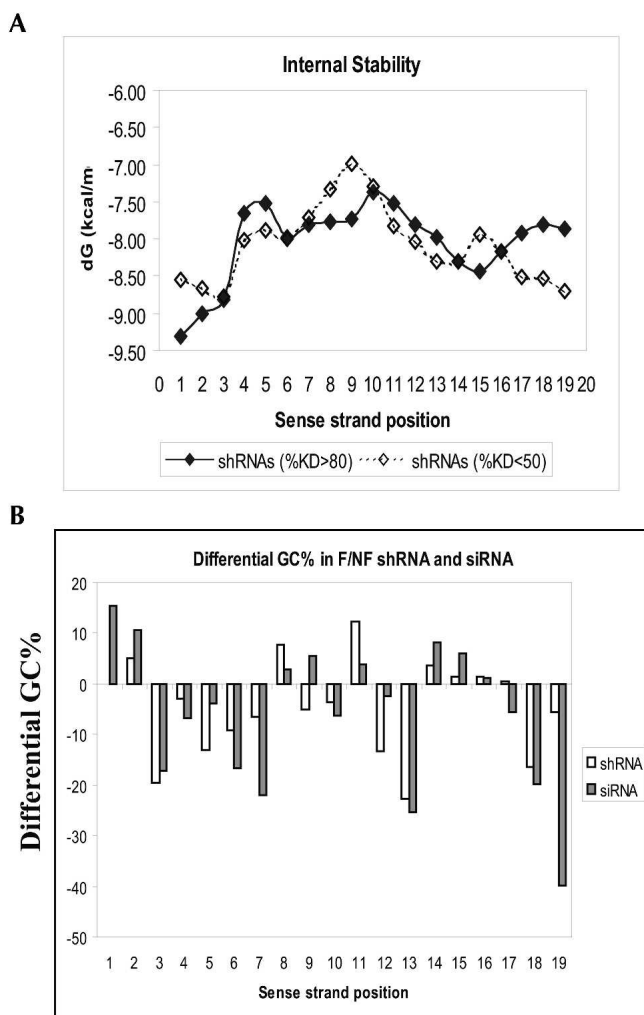 A
Internal Stability
-6.00
-6.50
-7.00
-7.50
-8.00
-8.50
-9.00
-9.50
dG (kcal/m
0 1 2 3 4 5 6 7 8 9 10 11 12 13 14 15 16 17 18 19 20
Sense strand position
shRNAs (%KD>80) shRNAs (%KD<50)
B
Differential GC% in F/NF shRNA and siRNA
20
10
0
-10
-20
-30
-40
-50
Differential GC%
shRNA
siRNA
1 2 3 4 5 6 7 8 9 10 11 12 13 14 15 16 17 18 19
Sense strand position